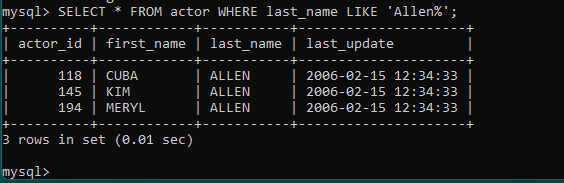 mysql> SELECT * FROM actor WHERE last_name LIKE 'Allen%';
+----------+------------+-----------+---------------------+
| actor_id | first_name | last_name | last_update         |
+----------+------------+-----------+---------------------+
|      118 | CUBA       | ALLEN     | 2006-02-15 12:34:33 |
|      145 | KIM        | ALLEN     | 2006-02-15 12:34:33 |
|      194 | MERYL      | ALLEN     | 2006-02-15 12:34:33 |
+----------+------------+-----------+---------------------+
3 rows in set (0.01 sec)
mysql>